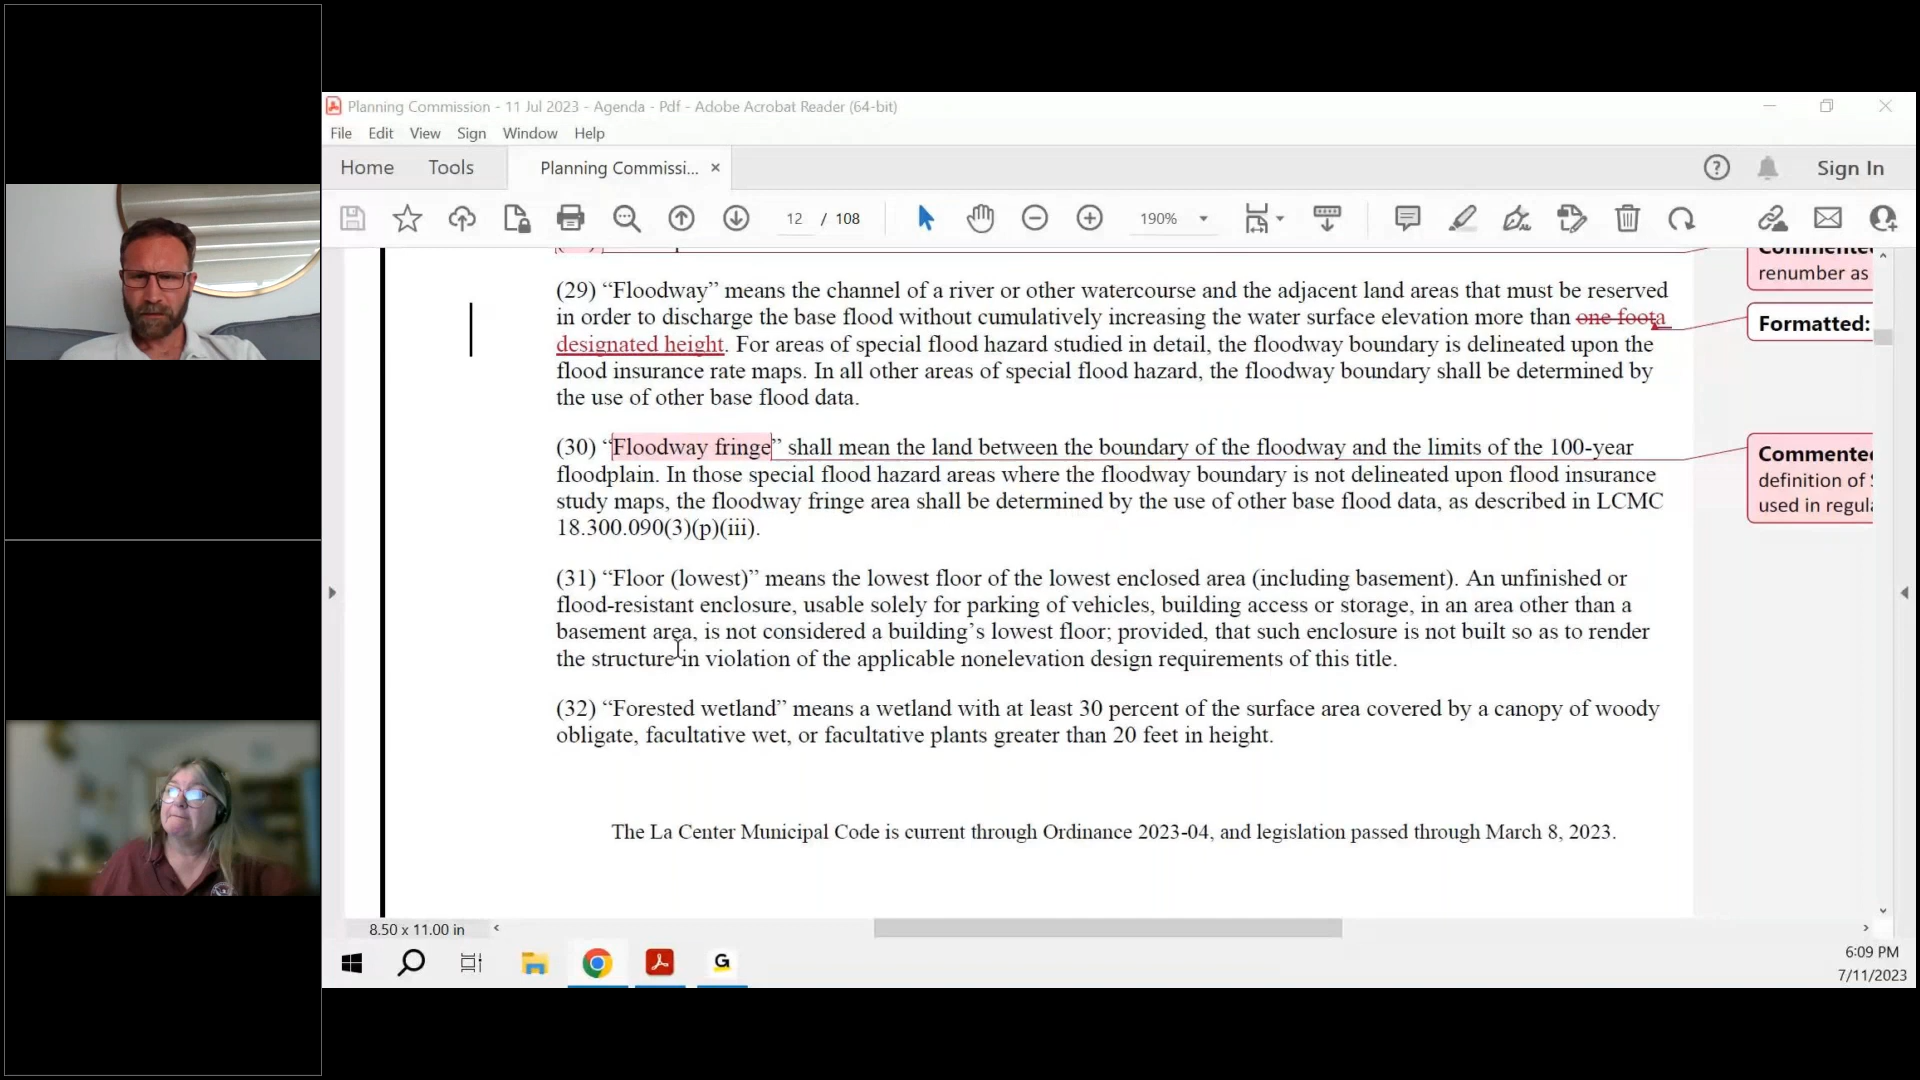 Planning Commission - 11 Jul 2023 - Agenda - Pdf - Adobe Acrobat Reader (64-bit)
File Edit View Sign Window Help
Home Tools Planning Commissi... × Sign In
12 / 108 190%
Commented
renumber as
(29) “Floodway” means the channel of a river or other watercourse and the adjacent land areas that must be reserved
in order to discharge the base flood without cumulatively increasing the water surface elevation more than one foota
Formatted:
designated height. For areas of special flood hazard studied in detail, the floodway boundary is delineated upon the
flood insurance rate maps. In all other areas of special flood hazard, the floodway boundary shall be determined by
the use of other base flood data.
(30) “Floodway fringe” shall mean the land between the boundary of the floodway and the limits of the 100-year
floodplain. In those special flood hazard areas where the floodway boundary is not delineated upon flood insurance
study maps, the floodway fringe area shall be determined by the use of other base flood data, as described in LCMC
18.300.090(3)(p)(iii).
Commented
definition of
used in regul
(31) “Floor (lowest)” means the lowest floor of the lowest enclosed area (including basement). An unfinished or
flood-resistant enclosure, usable solely for parking of vehicles, building access or storage, in an area other than a
basement area, is not considered a building’s lowest floor; provided, that such enclosure is not built so as to render
the structure in violation of the applicable nonelevation design requirements of this title.
(32) “Forested wetland” means a wetland with at least 30 percent of the surface area covered by a canopy of woody
obligate, facultative wet, or facultative plants greater than 20 feet in height.
The La Center Municipal Code is current through Ordinance 2023-04, and legislation passed through March 8, 2023.
8.50 x 11.00 in
G
6:09 PM
7/11/2023